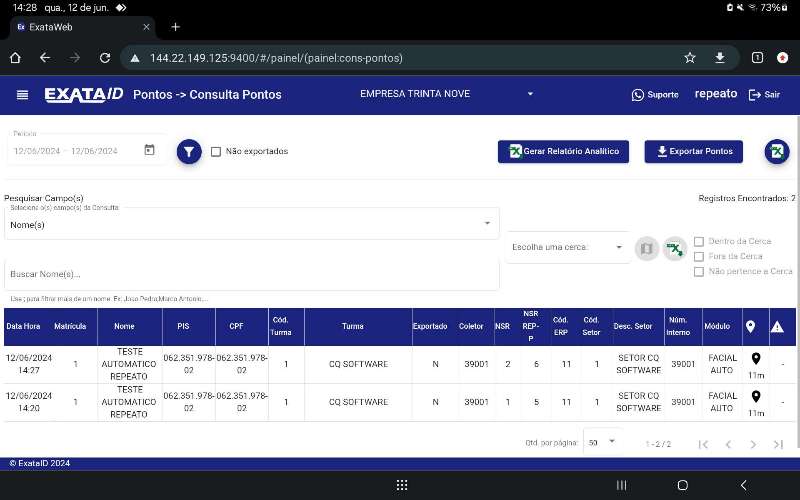 14:28 qua., 12 de jun. 73%
Ex ExataWeb
144.22.149.125:9400/#/painel/(painel:cons-pontos) 1
EXATA ID Pontos -> Consulta Pontos EMPRESA TRINTA NOVE Suporte repeato Sair
Período
12/06/2024 – 12/06/2024 Não exportados Gerar Relatório Analítico Exportar Pontos
Pesquisar Campo(s) Registros Encontrados: 2
Selecione o(s) campo(s) da Consulta
Nome(s)
Escolha uma cerca: Dentro da Cerca
Fora da Cerca
Não pertence a Cerca
Buscar Nome(s)...
Use ; para filtrar mais de um nome. Ex: Joao Pedro;Marco Antonio;...
Data Hora Matrícula Nome PIS CPF Cód. Turma Turma Exportado Coletor NSR NSR REP-P Cód. ERP Cód. Setor Desc. Setor Núm. Interno Módulo
12/06/2024 14:27 1 TESTE AUTOMATICO REPEATO 062.351.978-02 062.351.978-02 1 CQ SOFTWARE N 39001 2 6 11 1 SETOR CQ SOFTWARE 39001 FACIAL AUTO 11m -
12/06/2024 14:20 1 TESTE AUTOMATICO REPEATO 062.351.978-02 062.351.978-02 1 CQ SOFTWARE N 39001 1 5 11 1 SETOR CQ SOFTWARE 39001 FACIAL AUTO 11m -
Qtd. por página: 50 1 - 2 / 2
© ExataID 2024